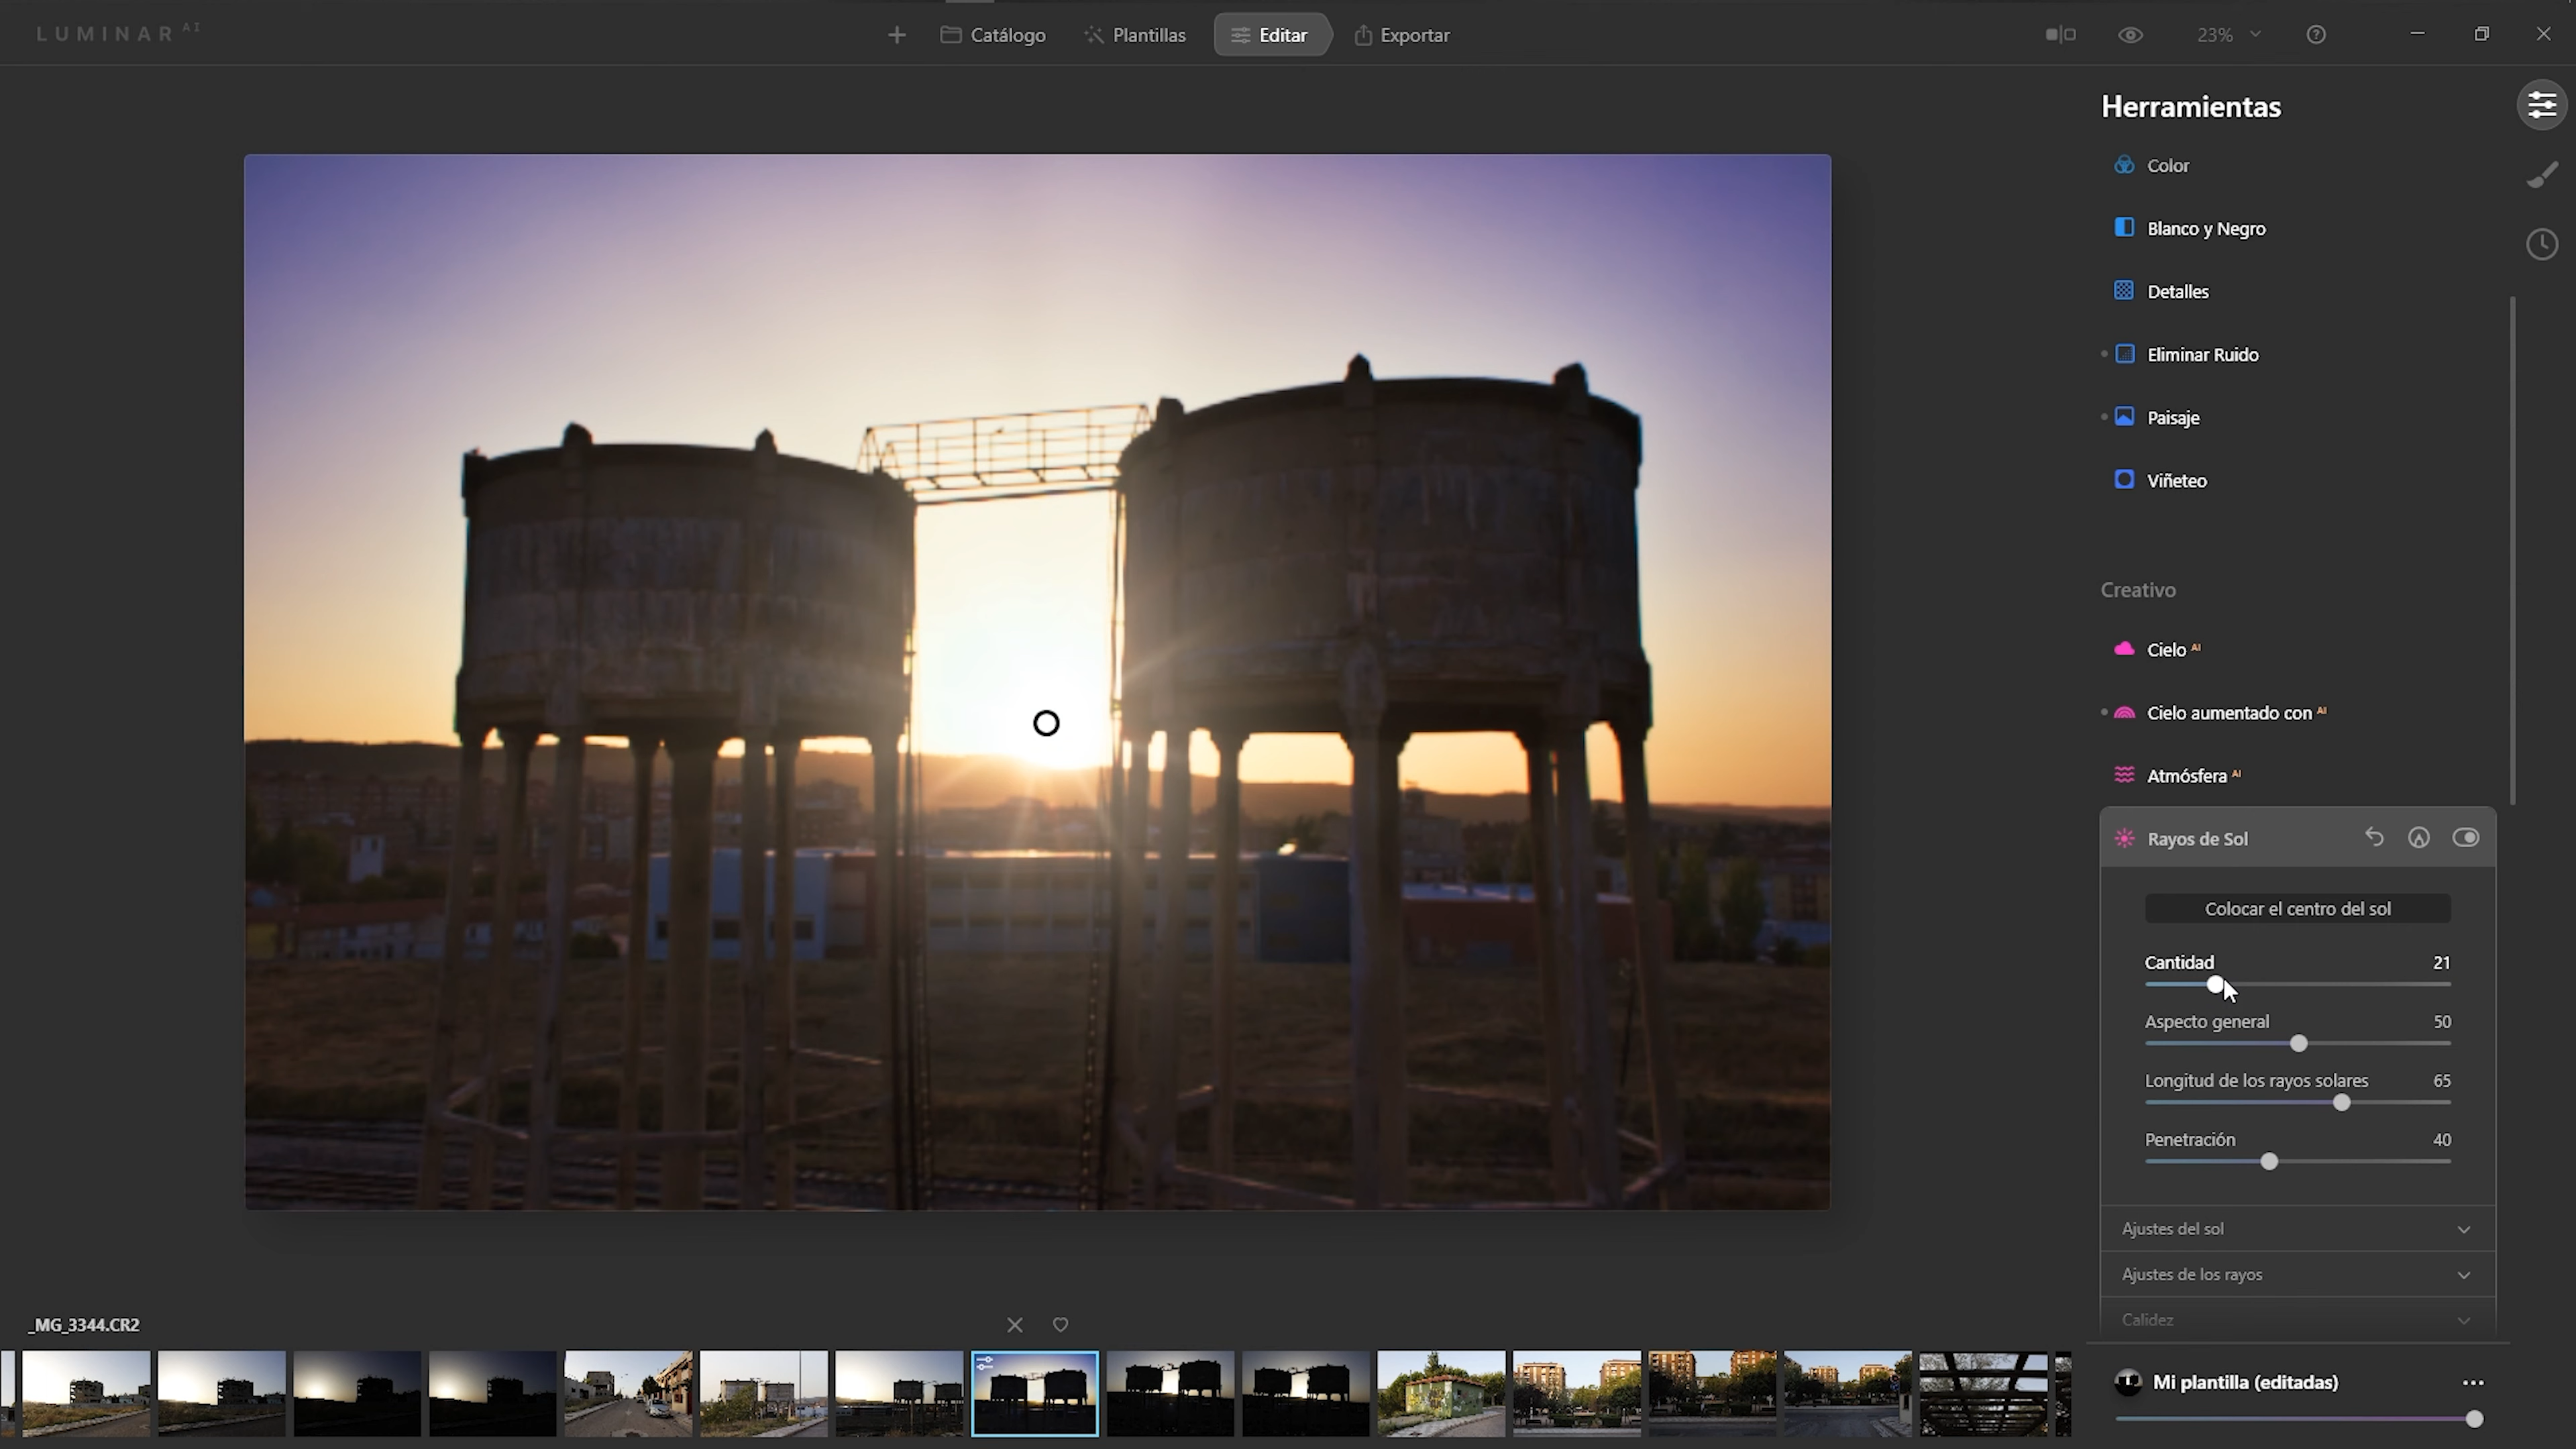 LUMINAR AI
Catálogo
Plantillas
Editar
Exportar
23%
Herramientas
Color
Blanco y Negro
Detalles
Eliminar Ruido
Paisaje
Viñeteo
Creativo
Cielo AI
Cielo aumentado con AI
Atmósfera AI
Rayos de Sol
Colocar el centro del sol
Cantidad 21
Aspecto general 50
Longitud de los rayos solares 65
Penetración 40
Ajustes del sol
Ajustes de los rayos
Calidez
_MG_3344.CR2
Mi plantilla (editadas)